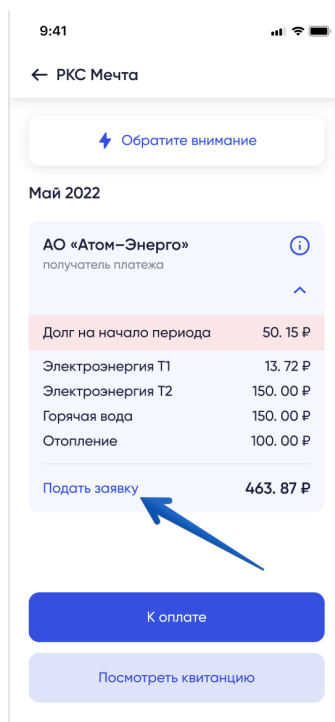 9:41
← РКС Мечта
Обратите внимание
Май 2022
АО «Атом–Энерго»
получатель платежа
Долг на начало периода 50. 15 ₽
Электроэнергия Т1 13. 72 ₽
Электроэнергия Т2 150. 00 ₽
Горячая вода 150. 00 ₽
Отопление 100. 00 ₽
Подать заявку 463. 87 ₽
К оплате
Посмотреть квитанцию